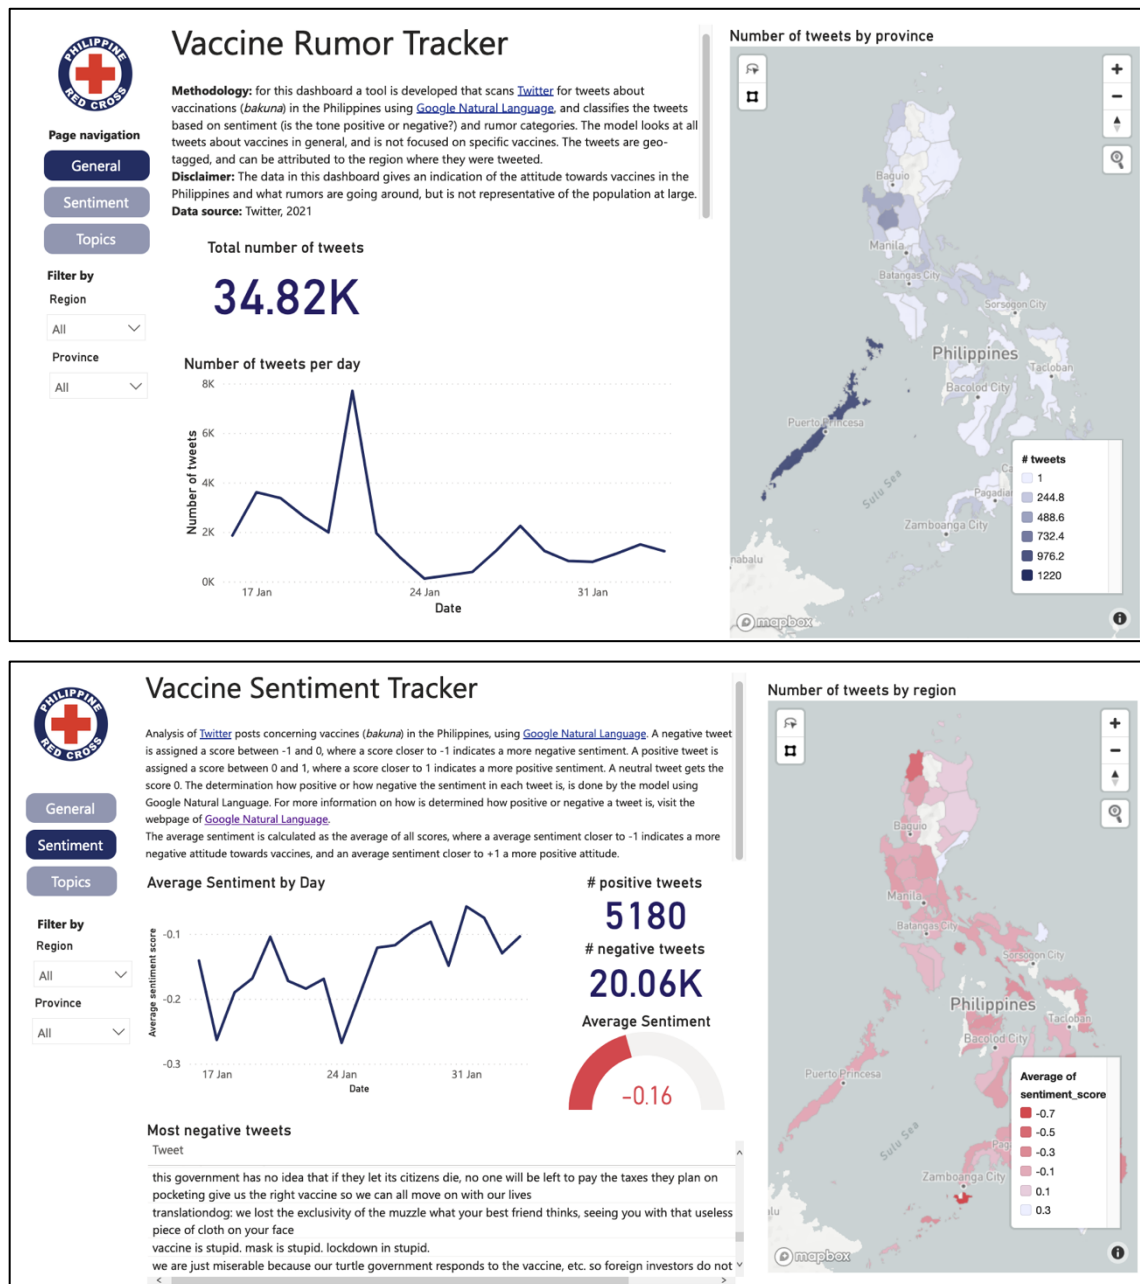 PHILIPPINE
RED CROSS
Page navigation
General
Sentiment
Topics
Filter by
Region
All
Province
All
Vaccine Rumor Tracker
Methodology: for this dashboard a tool is developed that scans Twitter for tweets about
vaccinations (bakuna) in the Philippines using Google Natural Language, and classifies the tweets
based on sentiment (is the tone positive or negative?) and rumor categories. The model looks at all
tweets about vaccines in general, and is not focused on specific vaccines. The tweets are geo-
tagged, and can be attributed to the region where they were tweeted.
Disclaimer: The data in this dashboard gives an indication of the attitude towards vaccines in the
Philippines and what rumors are going around, but is not representative of the population at large.
Data source: Twitter, 2021
Total number of tweets
34.82K
Number of tweets per day
Number of tweets
8K
6K
4K
2K
0K
17 Jan
24 Jan
31 Jan
Date
Number of tweets by province
Baguio
Manila
Batangas City
Sorsogon City
Philippines
Tacloban
Bacolod City
Puerto Princesa
Sulu Sea
Ca
Pagadia
Zamboanga City
nabalu
# tweets
1
244.8
488.6
732.4
976.2
1220
mapbox
PHILIPPINE
RED CROSS
General
Sentiment
Topics
Filter by
Region
All
Province
All
Vaccine Sentiment Tracker
Analysis of Twitter posts concerning vaccines (bakuna) in the Philippines, using Google Natural Language. A negative tweet
is assigned a score between -1 and 0, where a score closer to -1 indicates a more negative sentiment. A positive tweet is
assigned a score between 0 and 1, where a score closer to 1 indicates a more positive sentiment. A neutral tweet gets the
score 0. The determination how positive or how negative the sentiment in each tweet is, is done by the model using
Google Natural Language. For more information on how is determined how positive or negative a tweet is, visit the
webpage of Google Natural Language.
The average sentiment is calculated as the average of all scores, where a average sentiment closer to -1 indicates a more
negative attitude towards vaccines, and an average sentiment closer to +1 a more positive attitude.
Average Sentiment by Day
Average sentiment score
-0.1
-0.2
-0.3
17 Jan
24 Jan
31 Jan
Date
# positive tweets
5180
# negative tweets
20.06K
Average Sentiment
-0.16
Most negative tweets
Tweet
this government has no idea that if they let its citizens die, no one will be left to pay the taxes they plan on
pocketing give us the right vaccine so we can all move on with our lives
translationdog: we lost the exclusivity of the muzzle what your best friend thinks, seeing you with that useless
piece of cloth on your face
vaccine is stupid. mask is stupid. lockdown in stupid.
we are just miserable because our turtle government responds to the vaccine, etc. so foreign investors do not
Number of tweets by region
Baguio
Manila
Batangas City
Sorsogon City
Philippines
Tacloban
Bacolod City
Puerto Princesa
Sulu Sea
Pag
Zamboanga City
lu
Average of
sentiment_score
-0.7
-0.5
-0.3
-0.1
0.1
0.3
mapbox